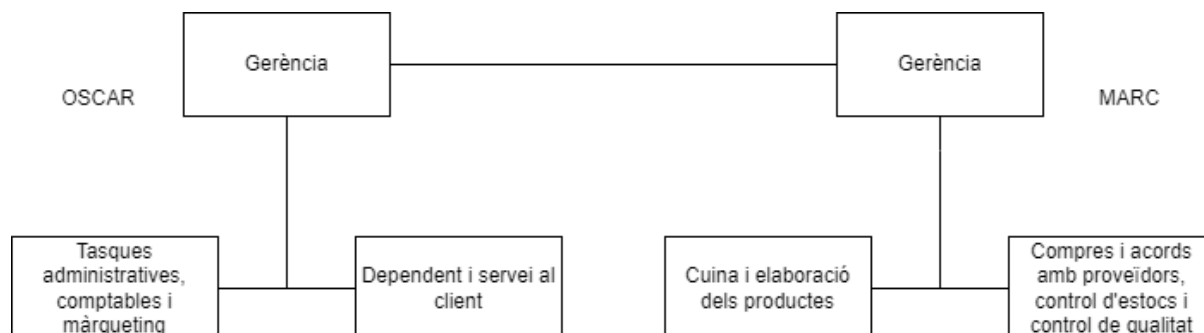 Gerència
Gerència
OSCAR
MARC
Tasques
administratives,
comptables i
màrqueting
Dependent i servei al
client
Cuina i elaboració
dels productes
Compres i acords
amb proveïdors,
control d'estocs i
control de qualitat